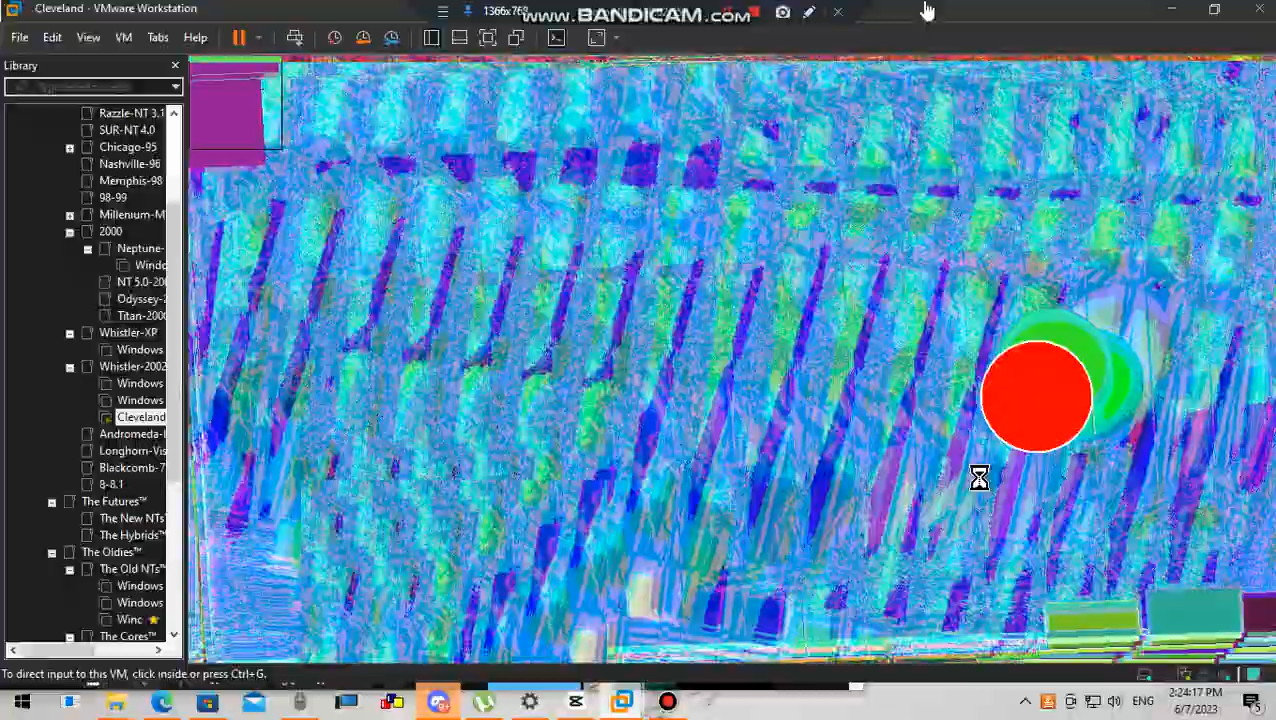 Cleveland - VMware Workstation
1366x768
www.BANDICAM.com
File Edit View VM Tabs Help
Library
Razzle-NT 3.1
SUR-NT 4.0
Chicago-95
Nashville-96
Memphis-98
98-99
Millenium-M
2000
Neptune-
Windo
NT 5.0-200
Odyssey-2
Titan-2000
Whistler-XP
Windows
Whistler-2002
Windows
Windows
Cleveland
Andromeda-L
Longhorn-Vis
Blackcomb-7
8-8.1
The Futures™
The New NTs™
The Hybrids™
The Oldies™
The Old NTs™
Windows
Windows
Winc
The Cores™
To direct input to this VM, click inside or press Ctrl+G.
ENG
2:24:17 PM
6/7/2023
5